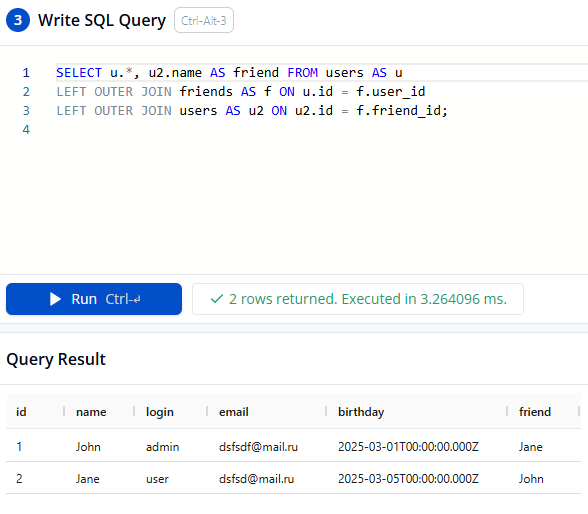 3 Write SQL Query Ctrl-Alt-3
1 SELECT u.*, u2.name AS friend FROM users AS u
2 LEFT OUTER JOIN friends AS f ON u.id = f.user_id
3 LEFT OUTER JOIN users AS u2 ON u2.id = f.friend_id;
4
Run Ctrl-⏎ 2 rows returned. Executed in 3.264096 ms.
Query Result
id name login email birthday friend
1 John admin dsfsdf@mail.ru 2025-03-01T00:00:00.000Z Jane
2 Jane user dsfsd@mail.ru 2025-03-05T00:00:00.000Z John